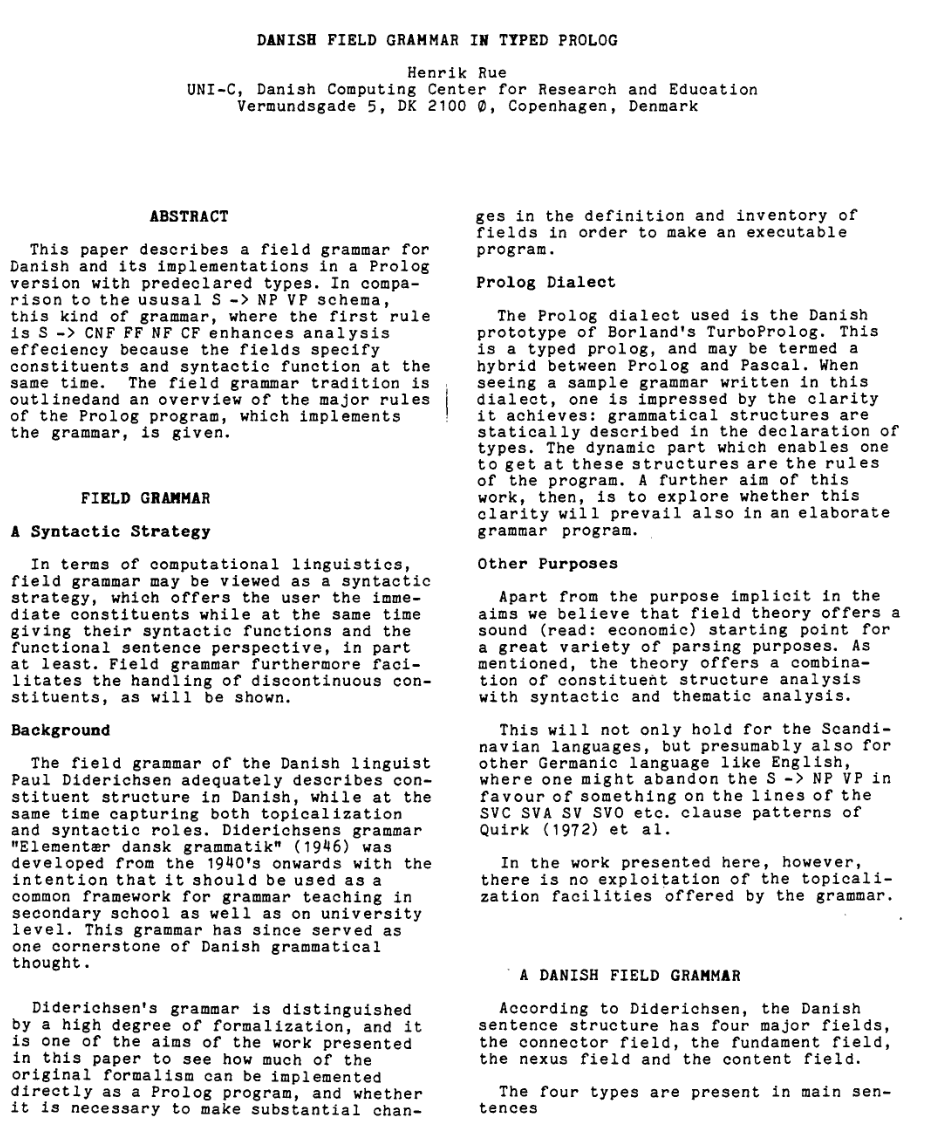 DANISH FIELD GRAMMAR IN TYPED PROLOG
Henrik Rue
UNI-C, Danish Computing Center for Research and Education
Vermundsgade 5, DK 2100 Ø, Copenhagen, Denmark
ABSTRACT
This paper describes a field grammar for
Danish and its implementations in a Prolog
version with predeclared types. In compa-
rison to the ususal S -> NP VP schema,
this kind of grammar, where the first rule
is S -> CNF FF NF CF enhances analysis
effeciency because the fields specify
constituents and syntactic function at the
same time. The field grammar tradition is
outlinedand an overview of the major rules
of the Prolog program, which implements
the grammar, is given.
FIELD GRAMMAR
A Syntactic Strategy
In terms of computational linguistics,
field grammar may be viewed as a syntactic
strategy, which offers the user the imme-
diate constituents while at the same time
giving their syntactic functions and the
functional sentence perspective, in part
at least. Field grammar furthermore faci-
litates the handling of discontinuous con-
stituents, as will be shown.
Background
The field grammar of the Danish linguist
Paul Diderichsen adequately describes con-
stituent structure in Danish, while at the
same time capturing both topicalization
and syntactic roles. Diderichsens grammar
"Elementær dansk grammatik" (1946) was
developed from the 1940's onwards with the
intention that it should be used as a
common framework for grammar teaching in
secondary school as well as on university
level. This grammar has since served as
one cornerstone of Danish grammatical
thought.
Diderichsen's grammar is distinguished
by a high degree of formalization, and it
is one of the aims of the work presented
in this paper to see how much of the
original formalism can be implemented
directly as a Prolog program, and whether
it is necessary to make substantial chan-
ges in the definition and inventory of
fields in order to make an executable
program.
Prolog Dialect
The Prolog dialect used is the Danish
prototype of Borland's TurboProlog. This
is a typed prolog, and may be termed a
hybrid between Prolog and Pascal. When
seeing a sample grammar written in this
dialect, one is impressed by the clarity
it achieves: grammatical structures are
statically described in the declaration of
types. The dynamic part which enables one
to get at these structures are the rules
of the program. A further aim of this
work, then, is to explore whether this
clarity will prevail also in an elaborate
grammar program.
Other Purposes
Apart from the purpose implicit in the
aims we believe that field theory offers a
sound (read: economic) starting point for
a great variety of parsing purposes. As
mentioned, the theory offers a combina-
tion of constituent structure analysis
with syntactic and thematic analysis.
This will not only hold for the Scandi-
navian languages, but presumably also for
other Germanic language like English,
where one might abandon the S -> NP VP in
favour of something on the lines of the
SVC SVA SV SVO etc. clause patterns of
Quirk (1972) et al.
In the work presented here, however,
there is no exploitation of the topicali-
zation facilities offered by the grammar.
A DANISH FIELD GRAMMAR
According to Diderichsen, the Danish
sentence structure has four major fields,
the connector field, the fundament field,
the nexus field and the content field.
The four types are present in main sen-
tences